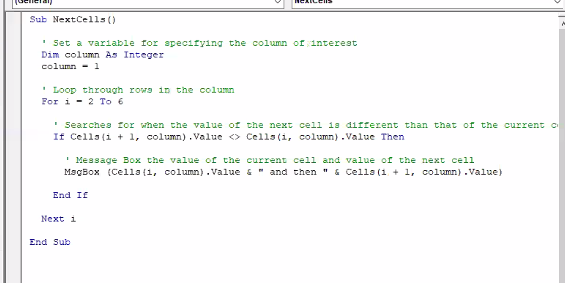 (General)
NextCells
Sub NextCells()
' Set a variable for specifying the column of interest
Dim column As Integer
column = 1
' Loop through rows in the column
For i = 2 To 6
' Searches for when the value of the next cell is different than that of the current
If Cells(i + 1, column).Value <> Cells(i, column).Value Then
' Message Box the value of the current cell and value of the next cell
MsgBox (Cells(i, column).Value & " and then " & Cells(i + 1, column).Value)
End If
Next i
End Sub